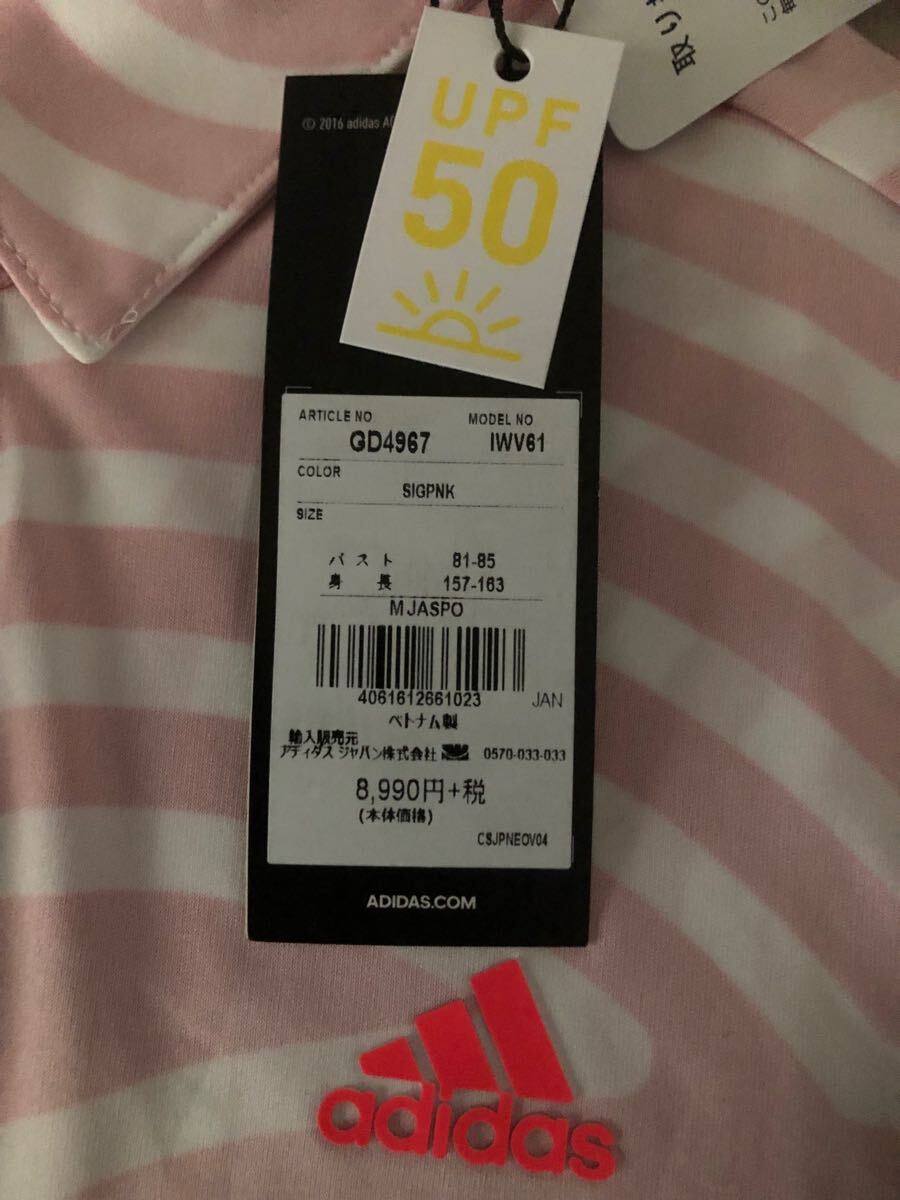 © 2016 adidas A
UPF
50
取り
ARTICLE NO
MODEL NO
GD4967
IWV61
COLOR
SIGPNK
SIZE
バスト 81-85
身長 157-163
M JASPO
4061612661023
JAN
ベトナム製
輸入販売元
アディダス ジャパン株式会社
0570-033-033
8,990円+税
(本体価格)
CSJPNEOV04
ADIDAS.COM
adidas